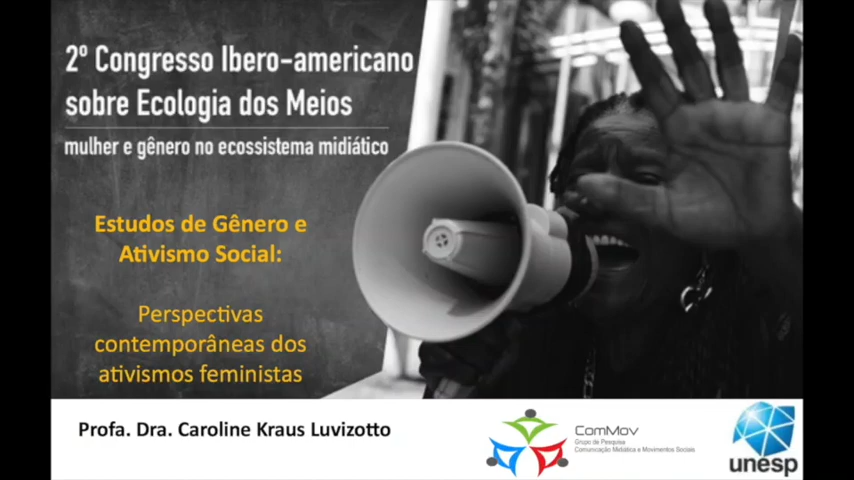 2º Congresso Ibero-americano
sobre Ecologia dos Meios
mulher e gênero no ecossistema midiático
Estudos de Gênero e
Ativismo Social:
Perspectivas
contemporâneas dos
ativismos feministas
Profa. Dra. Caroline Kraus Luvizotto
ComMov
Grupo de Pesquisa
Comunicação Midiática e Movimentos Sociais
unesp